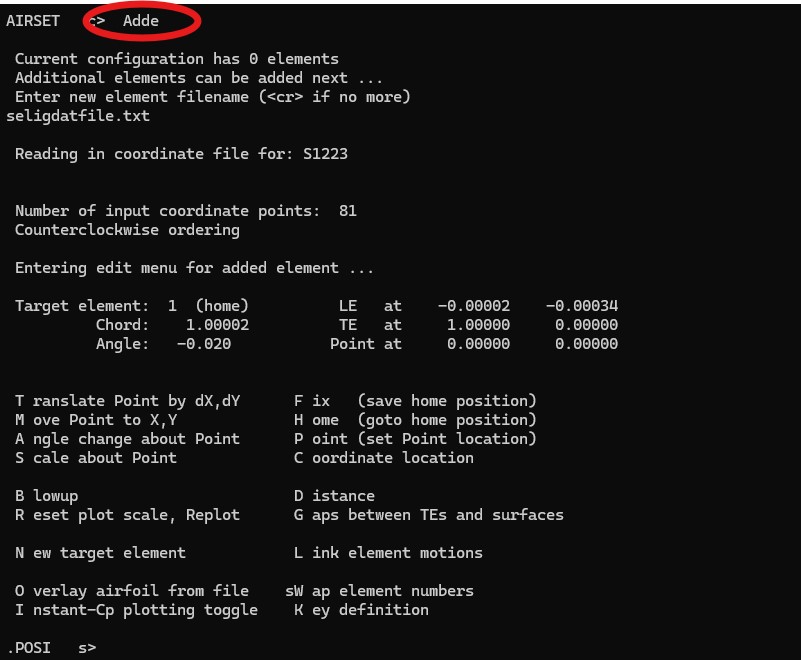 AIRSET   c>  Adde
Current configuration has 0 elements
Additional elements can be added next ...
Enter new element filename (<cr> if no more)
seligdatfile.txt
Reading in coordinate file for: S1223
Number of input coordinate points:  81
Counterclockwise ordering
Entering edit menu for added element ...
Target element:  1  (home)          LE   at    -0.00002    -0.00034
Chord:    1.00002          TE   at     1.00000     0.00000
Angle:   -0.020           Point at     0.00000     0.00000
T ranslate Point by dX,dY      F ix   (save home position)
M ove Point to X,Y             H ome  (goto home position)
A ngle change about Point      P oint (set Point location)
S cale about Point             C oordinate location
B lowup                        D istance
R eset plot scale, Replot      G aps between TEs and surfaces
N ew target element            L ink element motions
O verlay airfoil from file    sW ap element numbers
I nstant-Cp plotting toggle    K ey definition
.POSI   s>